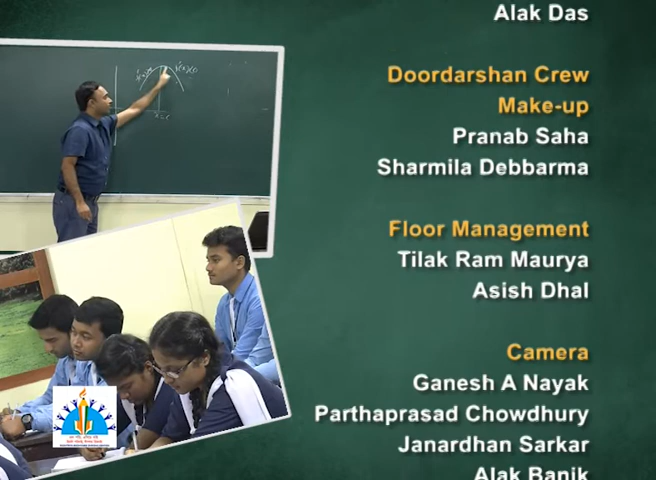 Alak Das
Doordarshan Crew
Make-up
Pranab Saha
Sharmila Debbarma
Floor Management
Tilak Ram Maurya
Asish Dhal
Camera
Ganesh A Nayak
Parthaprasad Chowdhury
Janardhan Sarkar
Alak Banik